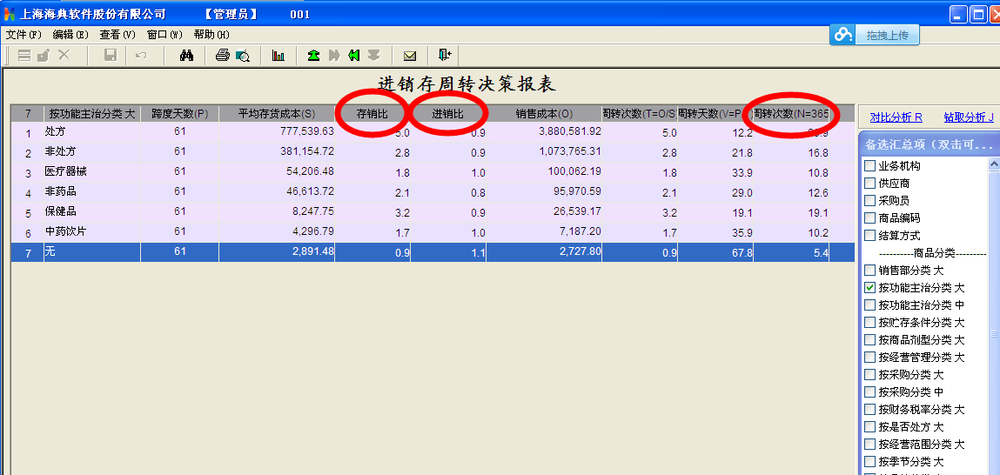 上海海典软件股份有限公司 【管理员】 001
文件(F) 编辑(E) 查看(V) 窗口(W) 帮助(H)
拖拽上传
进销存周转决策报表
7 按功能主治分类 大 跨度天数(P) 平均存货成本(S) 存销比 进销比 销售成本(O) 周转次数(T=O/S 周转天数(V=P 周转次数(N=365
1 处方 61 777,539.63 5.0 0.9 3,880,581.92 5.0 12.2
2 非处方 61 381,154.72 2.8 0.9 1,073,765.31 2.8 21.8 16.8
3 医疗器械 61 54,206.48 1.8 1.0 100,062.19 1.8 33.9 10.8
4 非药品 61 46,613.72 2.1 0.8 95,970.59 2.1 29.0 12.6
5 保健品 61 8,247.75 3.2 0.9 26,539.17 3.2 19.1 19.1
6 中药饮片 61 4,296.79 1.7 1.0 7,187.20 1.7 35.9 10.2
7 无 61 2,891.48 0.9 1.1 2,727.80 0.9 67.8 5.4
对比分析 R 钻取分析 J
备选汇总项（双击可...
业务机构
供应商
采购员
商品编码
结算方式
----------商品分类---------
销售部分类 大
按功能主治分类 大
按功能主治分类 中
按贮存条件分类 大
按商品剂型分类 大
按经营管理分类 大
按采购分类 大
按采购分类 中
按财务税率分类 大
按是否处方 大
按经营范围分类 大
按季节分类 大